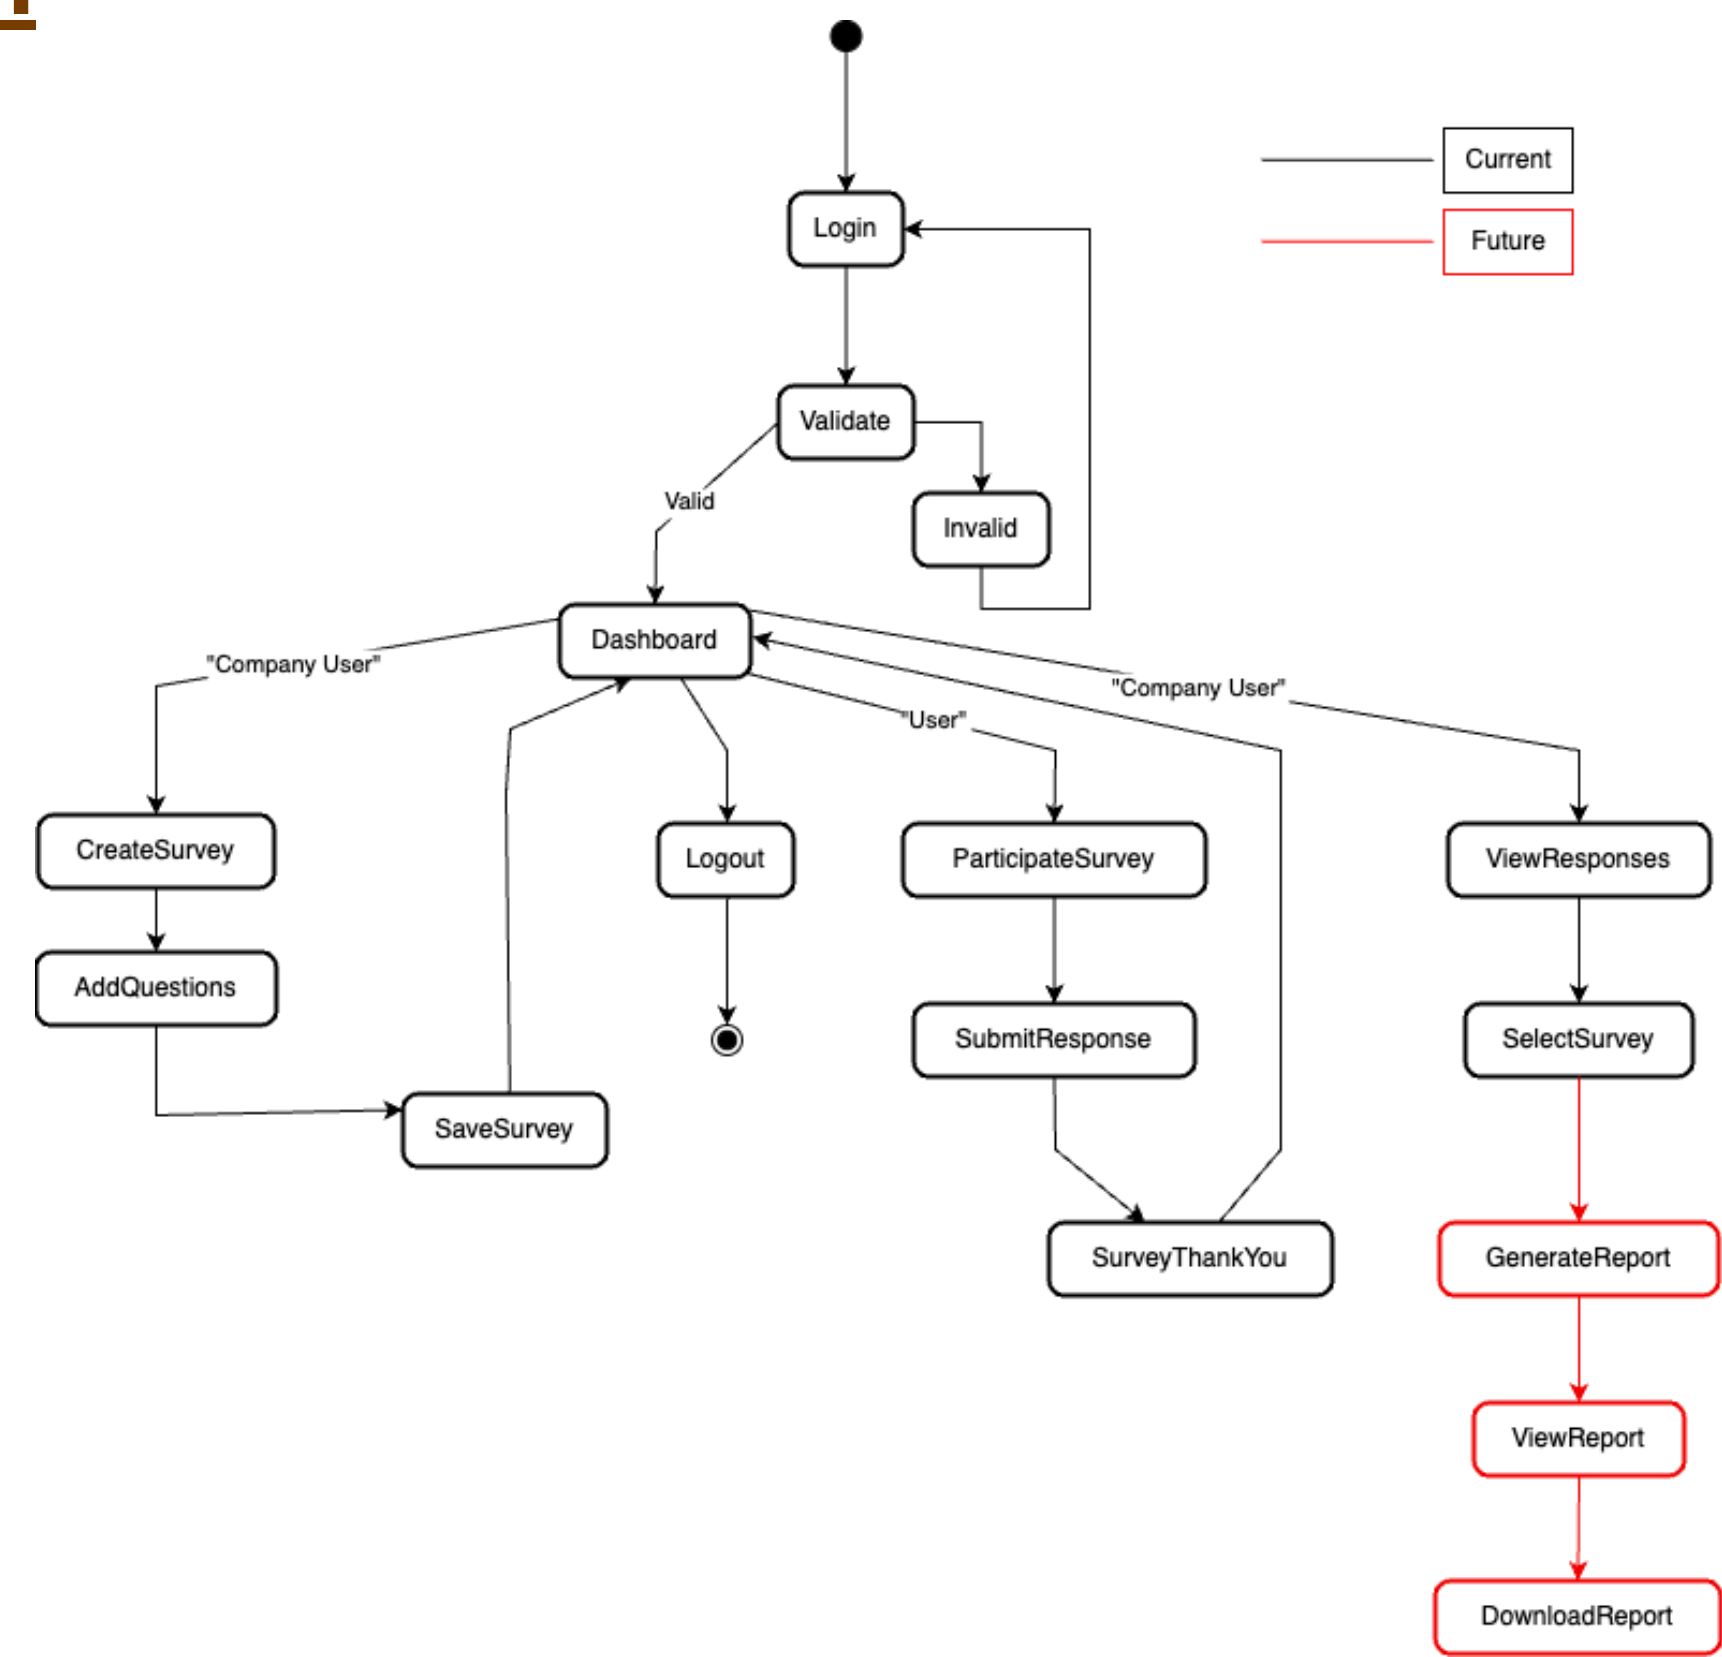 Current
Login
Future
Validate
Valid
Invalid
Dashboard
"Company User"
"Company User"
"User"
CreateSurvey
Logout
ParticipateSurvey
ViewResponses
AddQuestions
SubmitResponse
SelectSurvey
SaveSurvey
SurveyThankYou
GenerateReport
ViewReport
DownloadReport